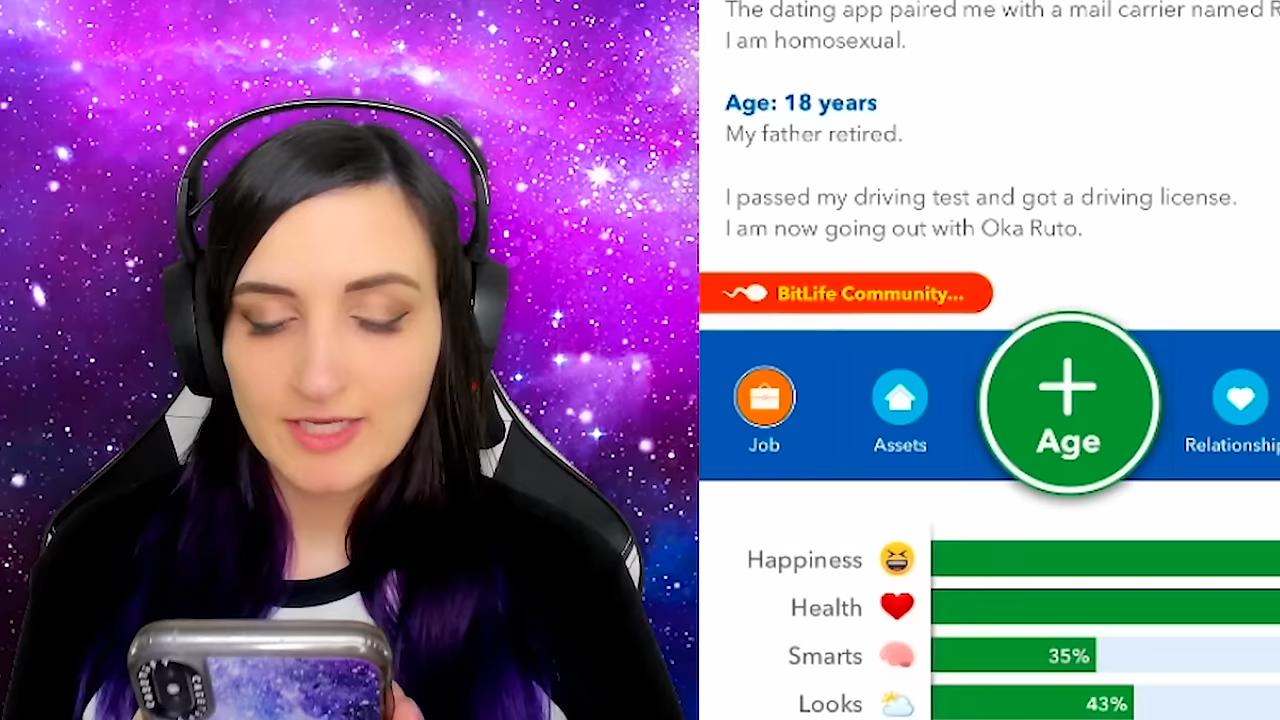 The dating app paired me with a mail carrier named R
I am homosexual.
Age: 18 years
My father retired.
I passed my driving test and got a driving license.
I am now going out with Oka Ruto.
BitLife Community...
Job
Assets
Age
Relationship
Happiness
Health
Smarts 35%
Looks 43%